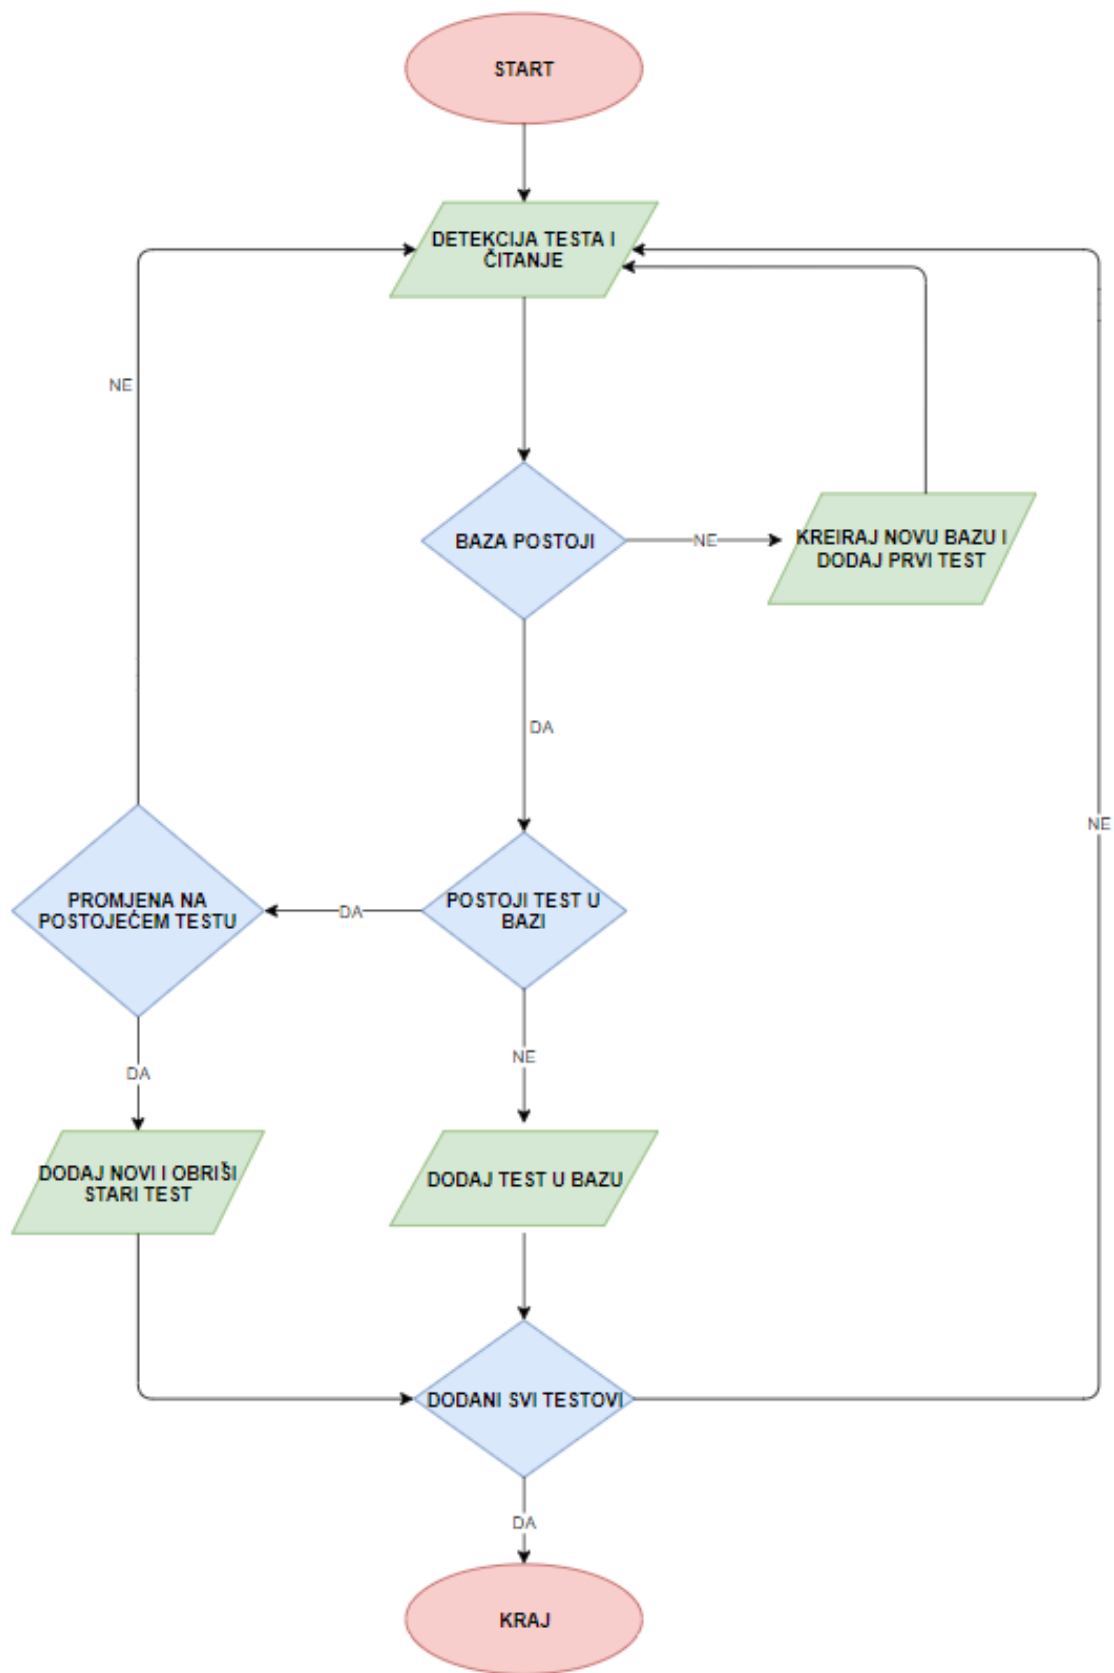 START
DETEKCIJA TESTA I
ČITANJE
NE
BAZA POSTOJI
NE
KREIRAJ NOVU BAZU I
DODAJ PRVI TEST
DA
NE
PROMJENA NA
POSTOJEĆEM TESTU
DA
POSTOJI TEST U
BAZI
DA
NE
DODAJ NOVI I OBRIŠI
STARI TEST
DODAJ TEST U BAZU
DODANI SVI TESTOVI
DA
KRAJ